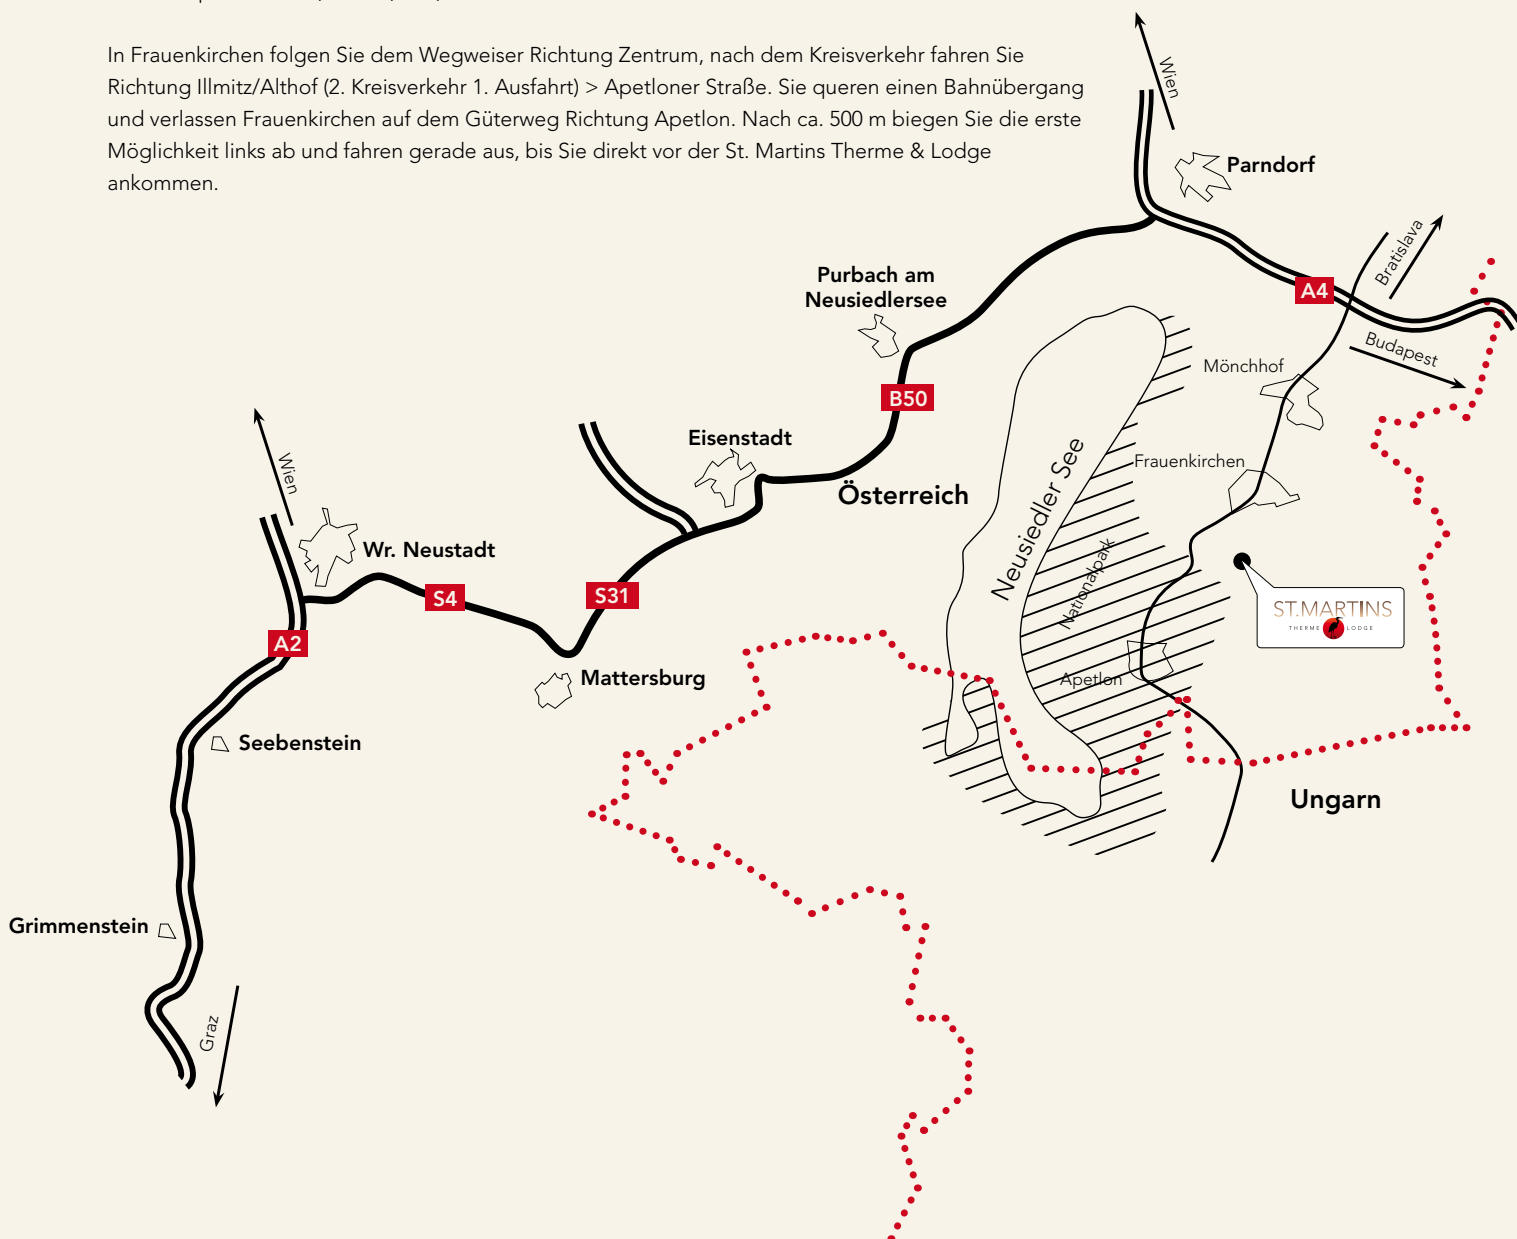 In Frauenkirchen folgen Sie dem Wegweiser Richtung Zentrum, nach dem Kreisverkehr fahren Sie
Richtung Illmitz/Althof (2. Kreisverkehr 1. Ausfahrt) > Apetloner Straße. Sie queren einen Bahnübergang
und verlassen Frauenkirchen auf dem Güterweg Richtung Apetlon. Nach ca. 500 m biegen Sie die erste
Möglichkeit links ab und fahren gerade aus, bis Sie direkt vor der St. Martins Therme & Lodge
ankommen.
Wien
Parndorf
Bratislava
Purbach am
Neusiedlersee
A4
Budapest
Mönchhof
B50
Eisenstadt
Frauenkirchen
Wien
Österreich
Neusiedler See
Wr. Neustadt
Nationalpark
S4
S31
ST. MARTINS
THERME LODGE
A2
Mattersburg
Apetlon
Seebenstein
Ungarn
Grimmenstein
Graz